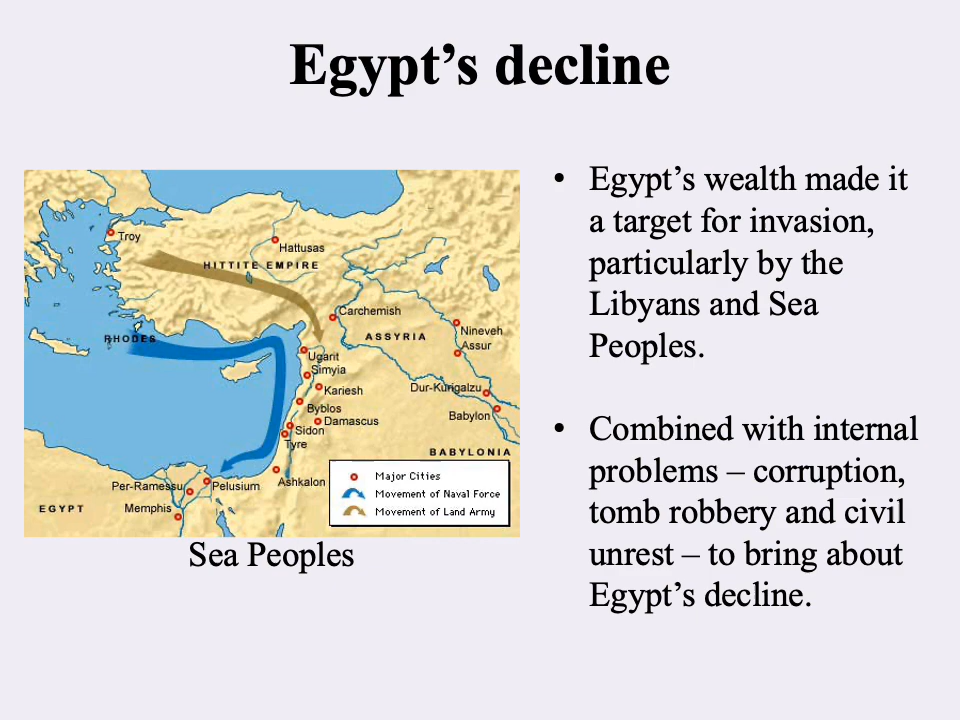 Egypt’s decline
Troy
Hattusas
HITTITE EMPIRE
Carchemish
RHODES
ASSYRIA
Nineveh
Assur
Ugarit
Simyia
Kariesh
Dur-Kurigalzu
Byblos
Babylon
Damascus
Sidon
Tyre
BABYLONIA
Ashkalon
Per-Ramessu
Pelusium
EGYPT
Memphis
Major Cities
Movement of Naval Force
Movement of Land Army
Sea Peoples
• Egypt’s wealth made it
a target for invasion,
particularly by the
Libyans and Sea
Peoples.
• Combined with internal
problems – corruption,
tomb robbery and civil
unrest – to bring about
Egypt’s decline.